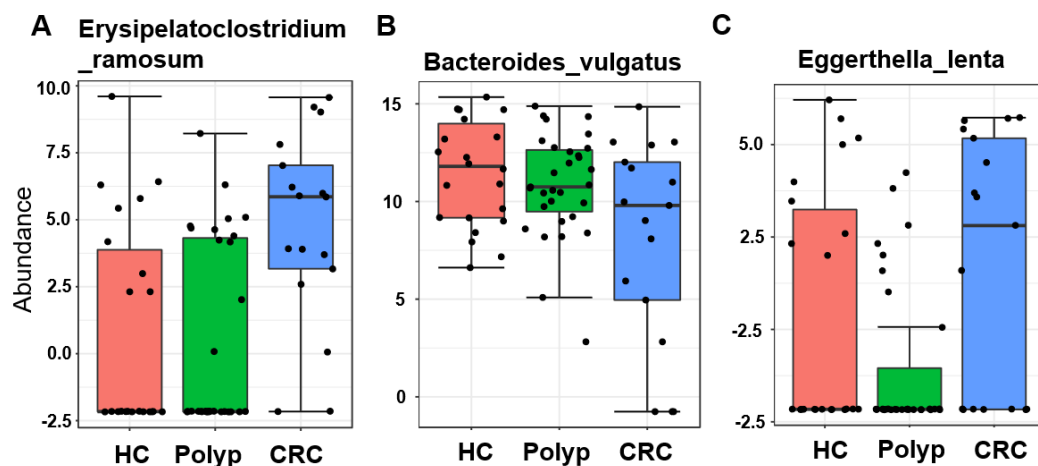 A Erysipelatoclostridium
_ramosum
Abundance
10.0
7.5
5.0
2.5
0.0
-2.5
HC Polyp CRC
B
Bacteroides_vulgatus
15
10
5
0
HC Polyp CRC
C
Eggerthella_lenta
5.0
2.5
-2.5
-2.5
HC Polyp CRC